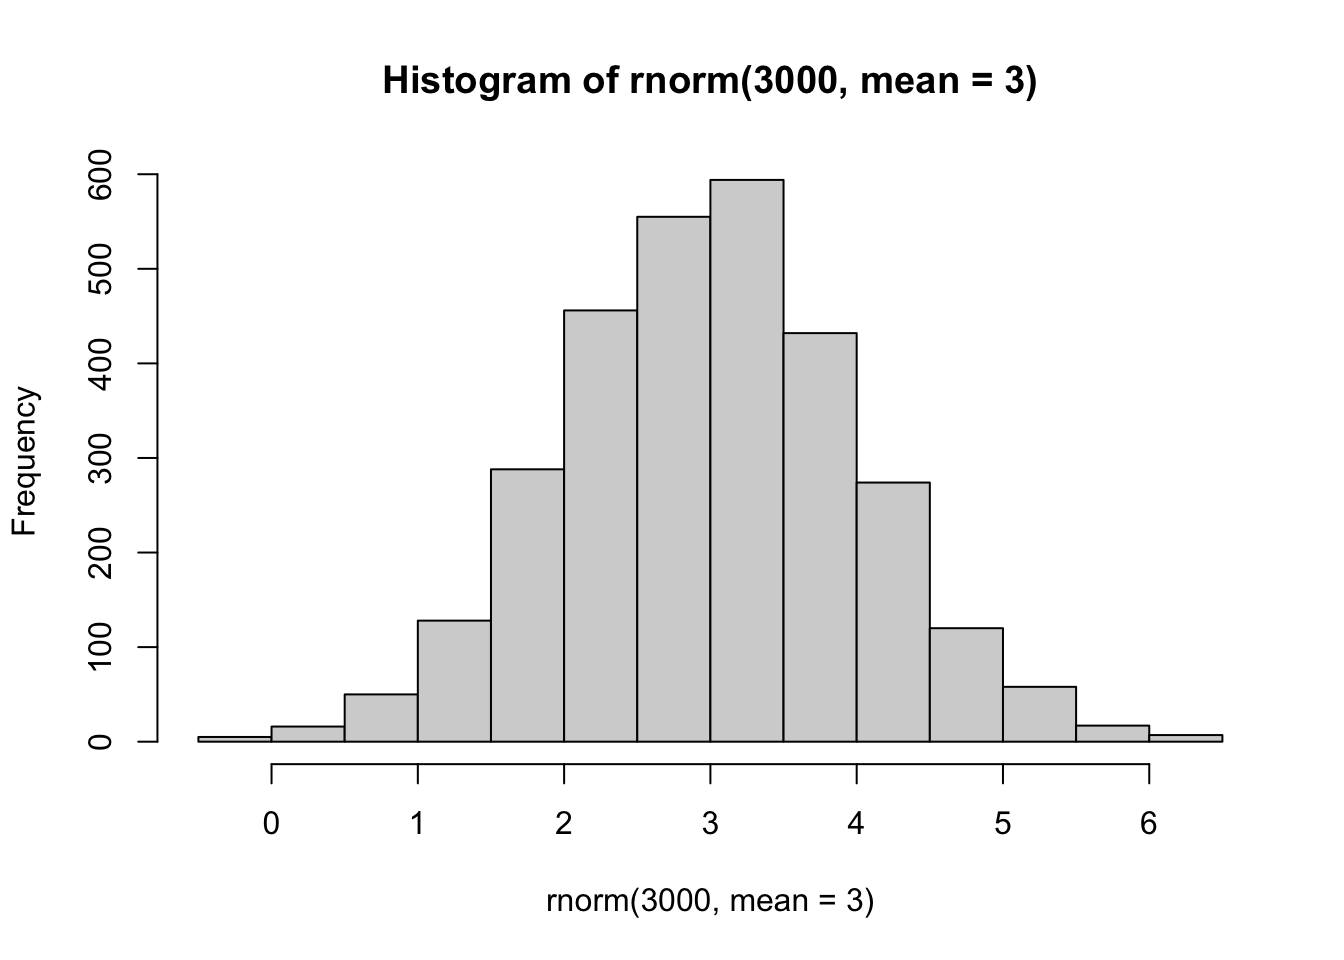 Histogram of rnorm(3000, mean = 3)
Frequency
600
500
400
300
200
100
0
0 1 2 3 4 5 6
rnorm(3000, mean = 3)